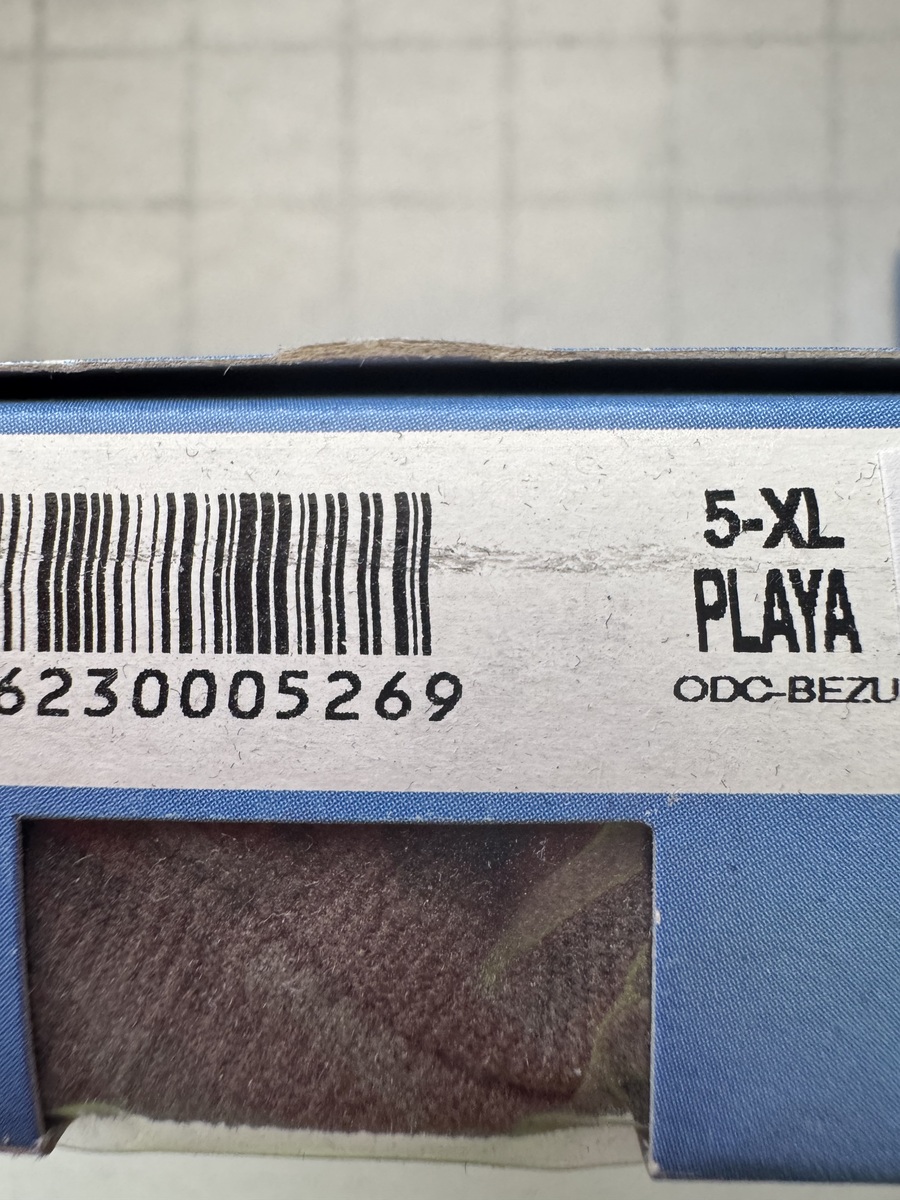 5-XL
PLAYA
ODC-BEZU
6230005269